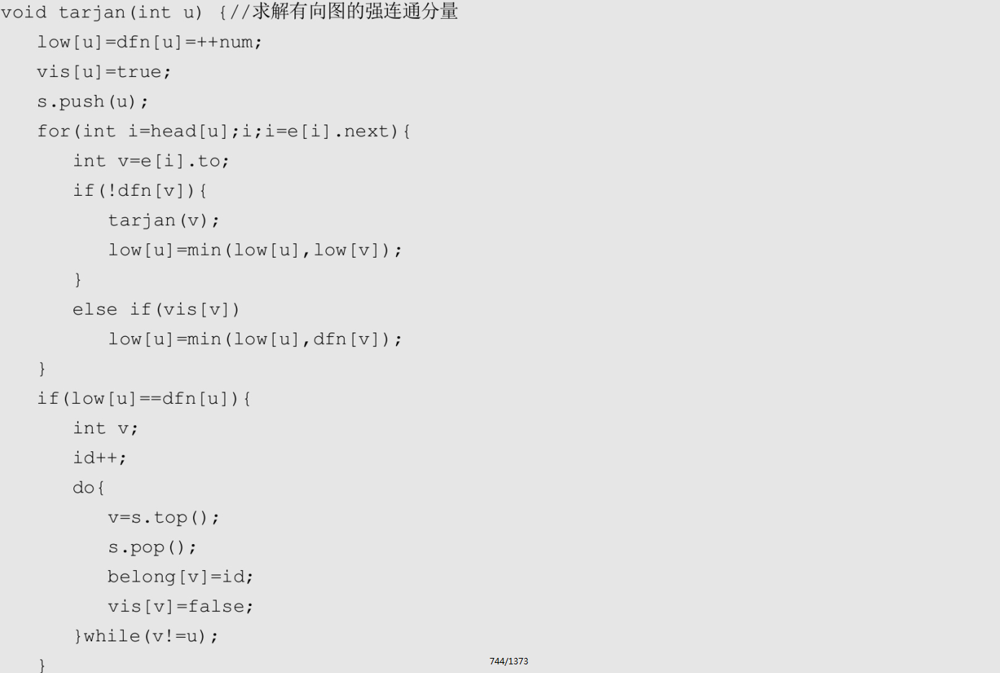 void tarjan(int u) {//求解有向图的强连通分量
low[u]=dfn[u]=++num;
vis[u]=true;
s.push(u);
for(int i=head[u];i;i=e[i].next){
int v=e[i].to;
if(!dfn[v]){
tarjan(v);
low[u]=min(low[u],low[v]);
}
else if(vis[v])
low[u]=min(low[u],dfn[v]);
}
if(low[u]==dfn[u]){
int v;
id++;
do{
v=s.top();
s.pop();
belong[v]=id;
vis[v]=false;
}while(v!=u);
}
744/1373